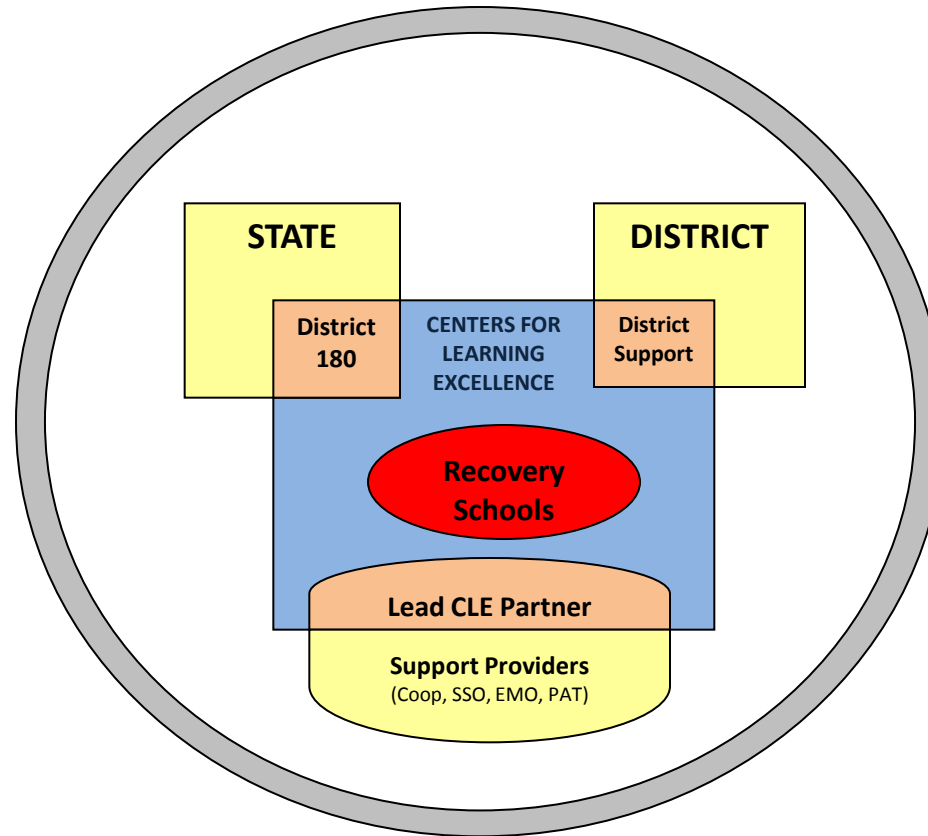 STATE
DISTRICT
District
180
CENTERS FOR
LEARNING
EXCELLENCE
District
Support
Recovery
Schools
Lead CLE Partner
Support Providers
(Coop, SSO, EMO, PAT)